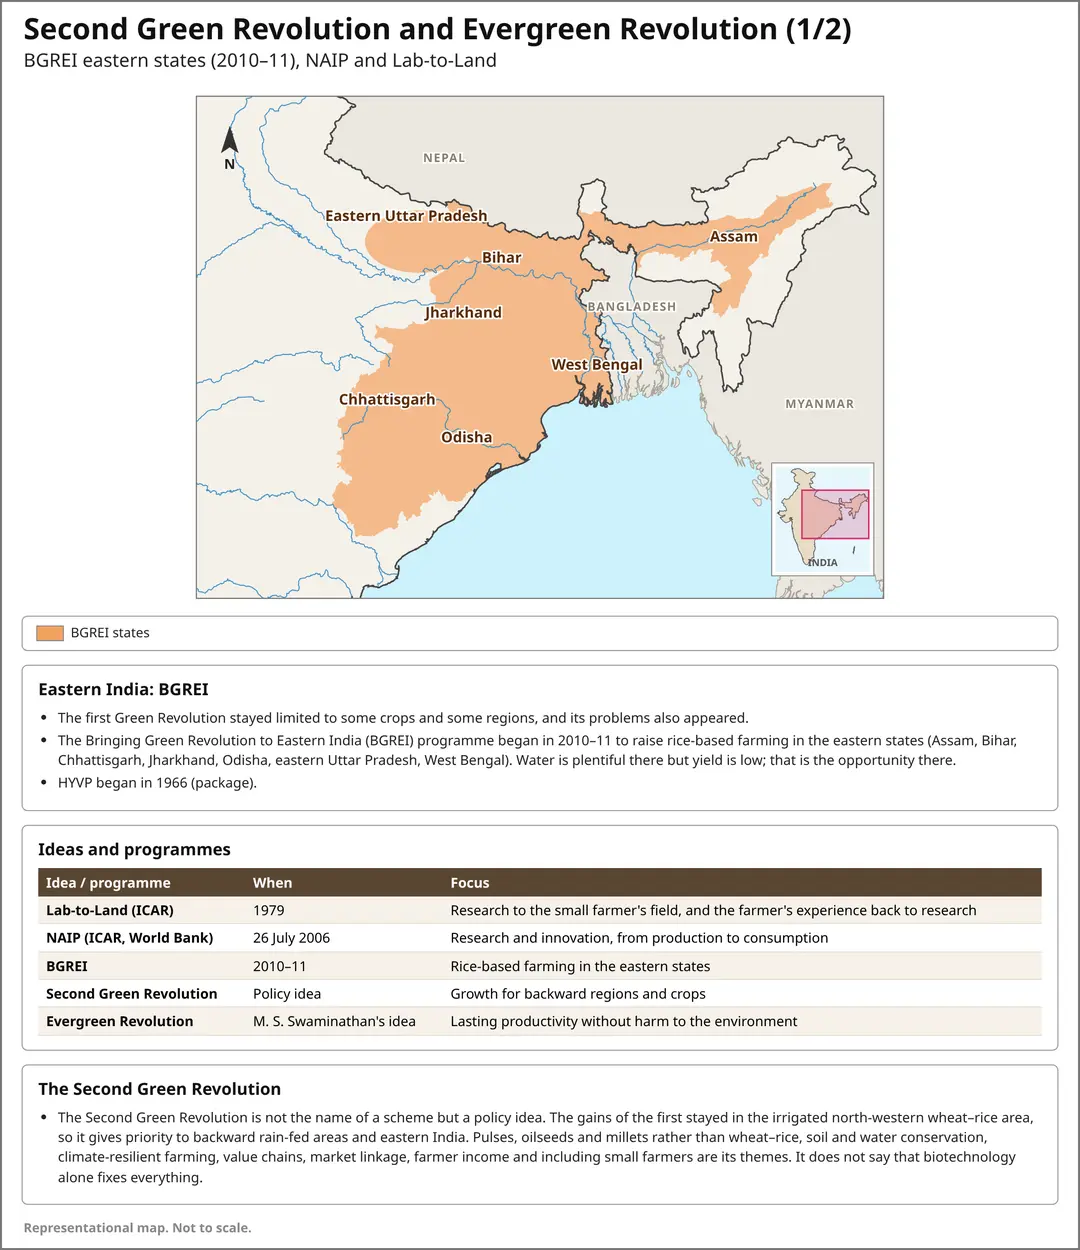 Second Green Revolution and Evergreen Revolution (1/2)
BGREI eastern states (2010–11), NAIP and Lab-to-Land
N
NEPAL
Eastern Uttar Pradesh
Assam
Bihar
BANGLADESH
Jharkhand
West Bengal
Chhattisgarh
MYANMAR
Odisha
INDIA
BGREI states
Eastern India: BGREI
• The first Green Revolution stayed limited to some crops and some regions, and its problems also appeared.
• The Bringing Green Revolution to Eastern India (BGREI) programme began in 2010–11 to raise rice-based farming in the eastern states (Assam, Bihar,
Chhattisgarh, Jharkhand, Odisha, eastern Uttar Pradesh, West Bengal). Water is plentiful there but yield is low; that is the opportunity there.
• HYVP began in 1966 (package).
Ideas and programmes
Idea / programme When Focus
Lab-to-Land (ICAR) 1979 Research to the small farmer's field, and the farmer's experience back to research
NAIP (ICAR, World Bank) 26 July 2006 Research and innovation, from production to consumption
BGREI 2010–11 Rice-based farming in the eastern states
Second Green Revolution Policy idea Growth for backward regions and crops
Evergreen Revolution M. S. Swaminathan's idea Lasting productivity without harm to the environment
The Second Green Revolution
• The Second Green Revolution is not the name of a scheme but a policy idea. The gains of the first stayed in the irrigated north-western wheat–rice area,
so it gives priority to backward rain-fed areas and eastern India. Pulses, oilseeds and millets rather than wheat–rice, soil and water conservation,
climate-resilient farming, value chains, market linkage, farmer income and including small farmers are its themes. It does not say that biotechnology
alone fixes everything.
Representational map. Not to scale.